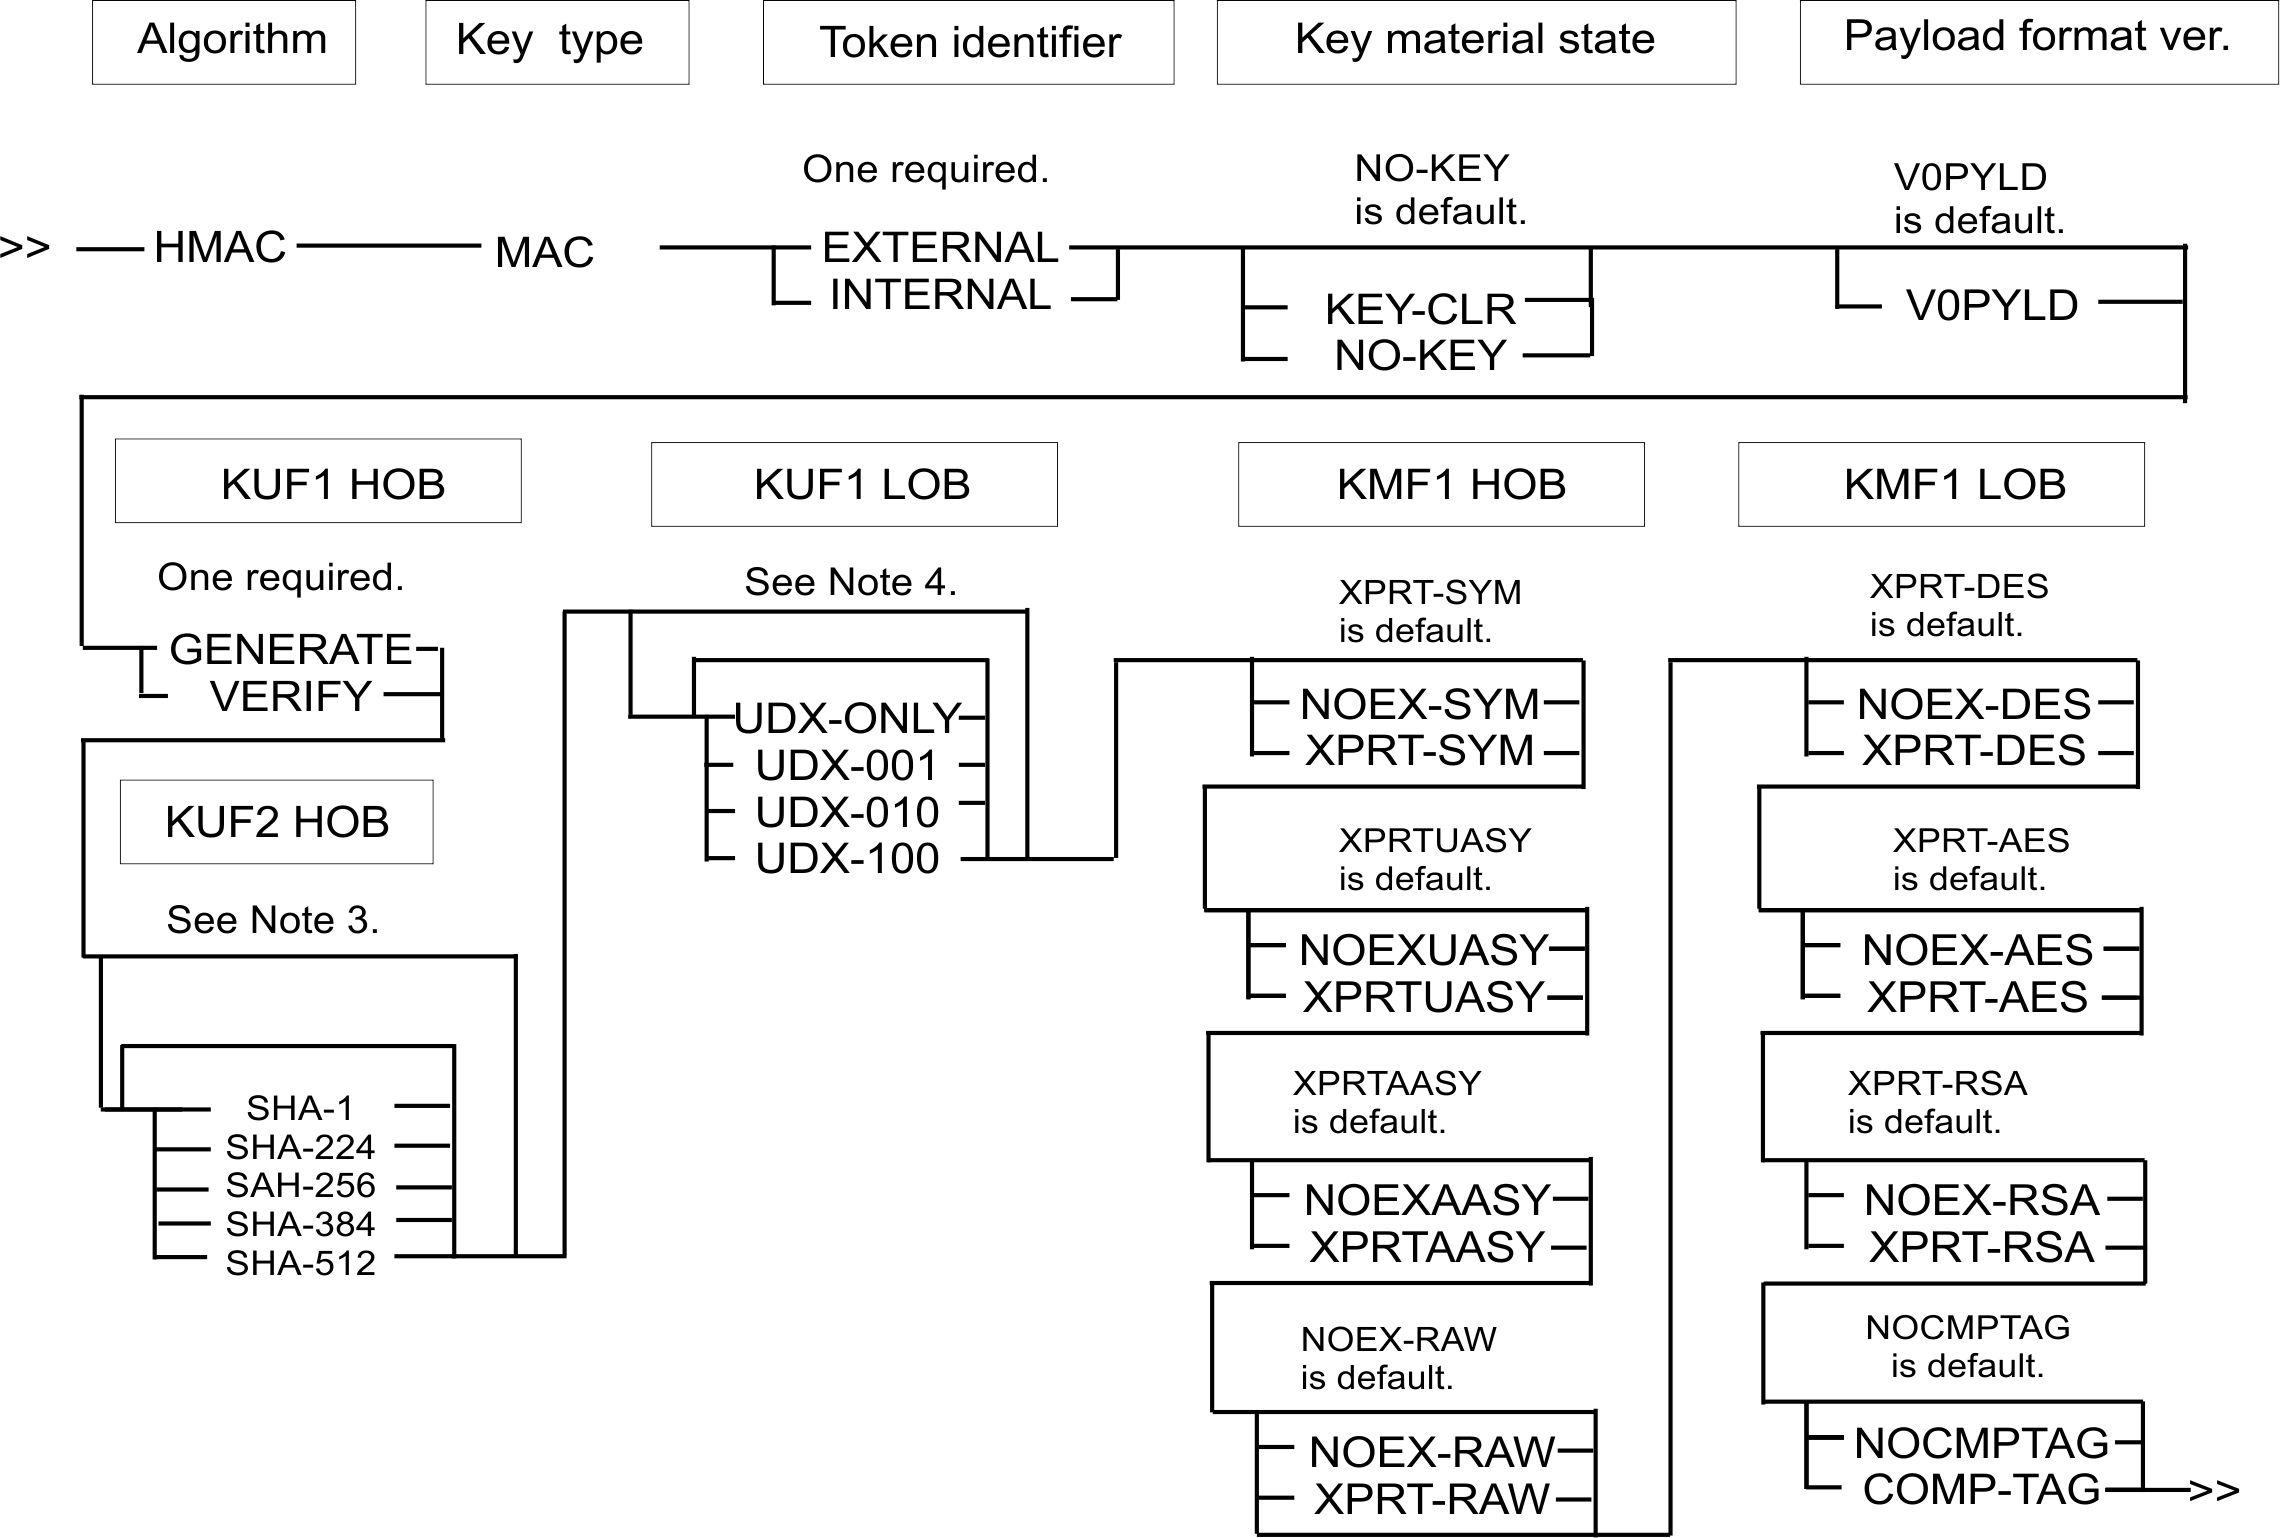 Algorithm
Key type
Token identifier
Key material state
Payload format ver.
One required.
NO-KEY
is default.
V0PYLD
is default.
>>
HMAC
MAC
EXTERNAL
INTERNAL
KEY-CLR
NO-KEY
V0PYLD
KUF1 HOB
One required.
GENERATE
VERIFY
KUF2 HOB
See Note 3.
SHA-1
SHA-224
SAH-256
SHA-384
SHA-512
KUF1 LOB
See Note 4.
UDX-ONLY
UDX-001
UDX-010
UDX-100
KMF1 HOB
XPRT-SYM
is default.
NOEX-SYM
XPRT-SYM
XPRTUASY
is default.
NOEXUASY
XPRTUASY
XPRTAASY
is default.
NOEXAASY
XPRTAASY
NOEX-RAW
is default.
NOEX-RAW
XPRT-RAW
KMF1 LOB
XPRT-DES
is default.
NOEX-DES
XPRT-DES
XPRT-AES
is default.
NOEX-AES
XPRT-AES
XPRT-RSA
is default.
NOEX-RSA
XPRT-RSA
NOCMPTAG
is default.
NOCMPTAG
COMP-TAG
>>